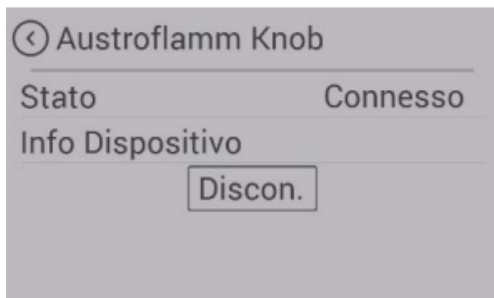 Austroflamm Knob
Stato Connesso
Info Dispositivo
Discon.